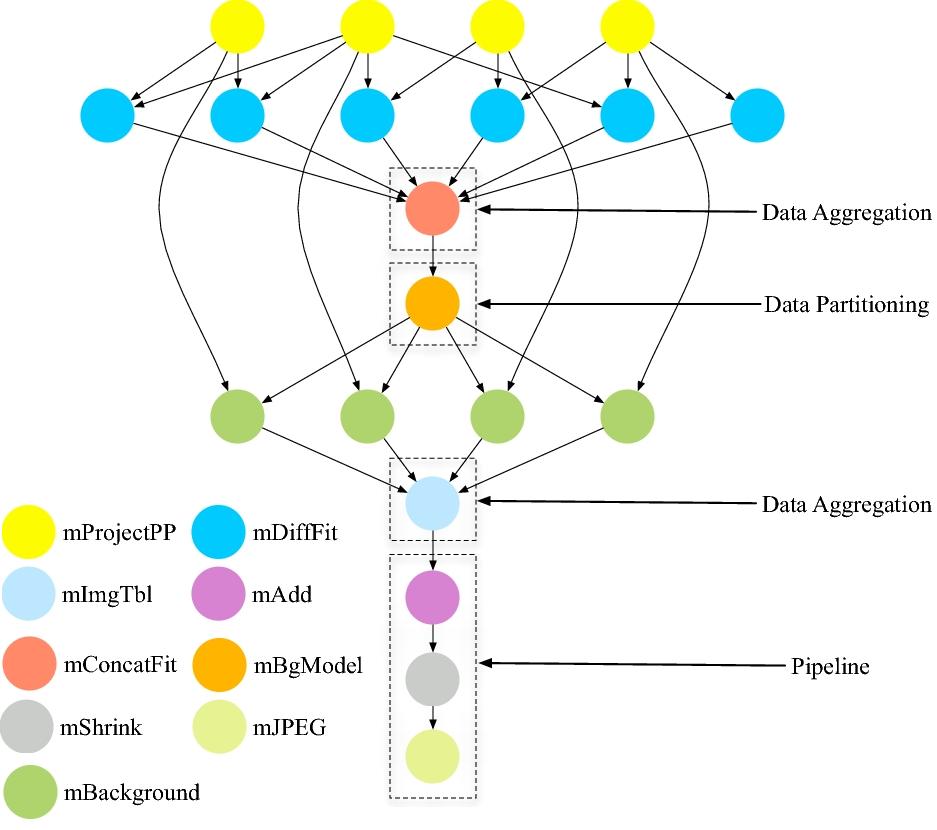 Data Aggregation
Data Partitioning
Data Aggregation
mProjectPP mDiffFit
mImgTbl mAdd
mConcatFit mBgModel
Pipeline
mShrink mJPEG
mBackground